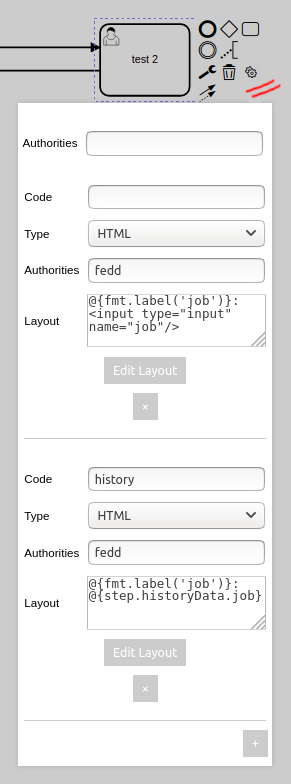 test 2
Authorities
Code
Type HTML
Authorities fedd
Layout @{fmt.label('job')}:
<input type="input"
name="job"/>
Edit Layout
×
Code history
Type HTML
Authorities fedd
Layout @{fmt.label('job')}:
@{step.historyData.job}
Edit Layout
×
+